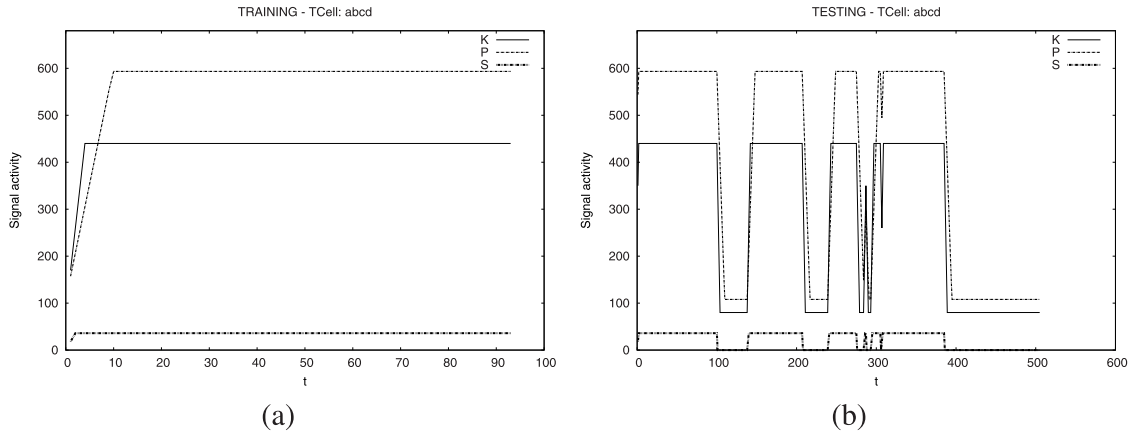 TRAINING - TCell: abcd
K
P
S
600
500
400
300
200
100
0
Signal activity
0 10 20 30 40 50 60 70 80 90 100
t
(a)
TESTING - TCell: abcd
K
P
S
600
500
400
300
200
100
0
Signal activity
0 100 200 300 400 500 600
t
(b)